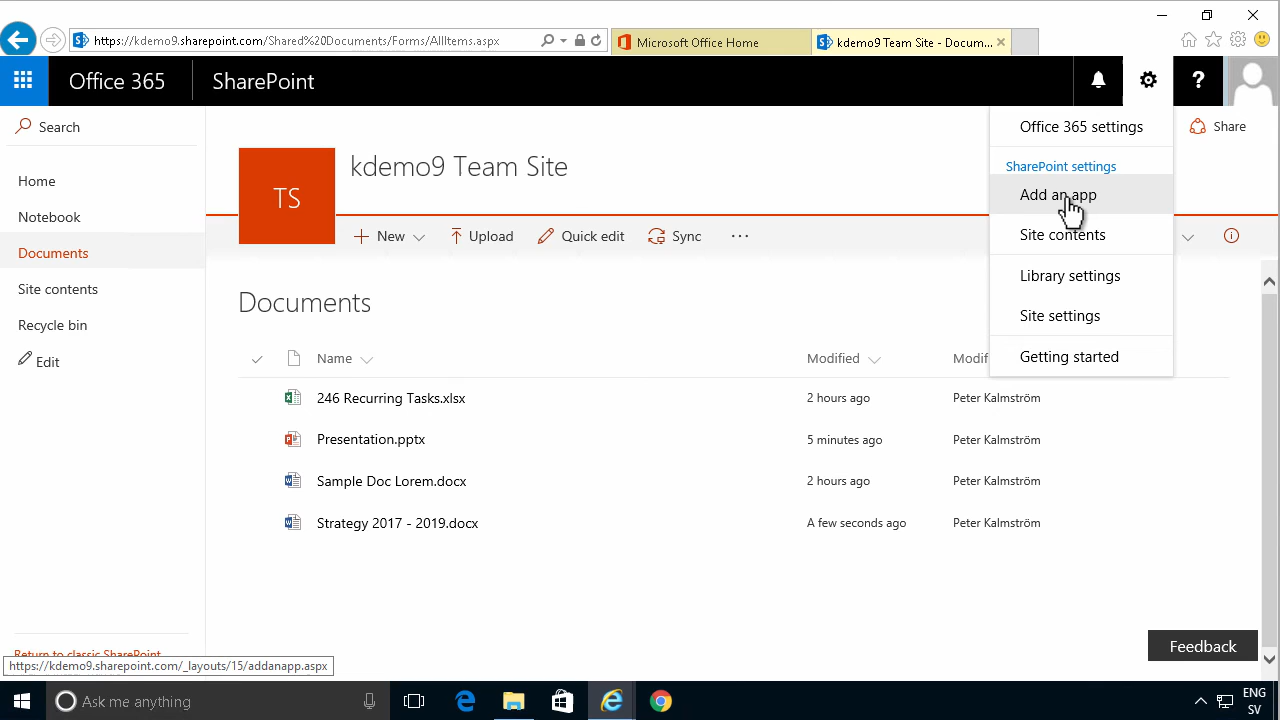 https://kdemo9.sharepoint.com/Shared%20Documents/Forms/AllItems.aspx
Microsoft Office Home
kdemo9 Team Site - Docum...
Office 365
SharePoint
?
Search
Office 365 settings
Share
SharePoint settings
kdemo9 Team Site
TS
Home
Add an app
Notebook
New
Upload
Quick edit
Sync
...
Site contents
Documents
Library settings
Site contents
Documents
Site settings
Recycle bin
Edit
Name
Modified
Modif
Getting started
246 Recurring Tasks.xlsx
2 hours ago
Peter Kalmström
Presentation.pptx
5 minutes ago
Peter Kalmström
Sample Doc Lorem.docx
2 hours ago
Peter Kalmström
Strategy 2017 - 2019.docx
A few seconds ago
Peter Kalmström
Feedback
Return to classic SharePoint
https://kdemo9.sharepoint.com/_layouts/15/addanapp.aspx
Ask me anything
ENG
SV